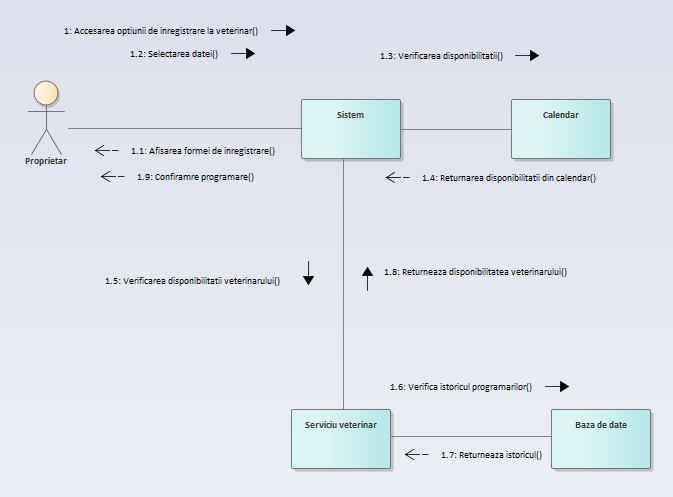 1: Accesarea optiunii de inregistrare la veterinar()
1.2: Selectarea datei()
1.3: Verificarea disponibilitatii()
Sistem
Calendar
Proprietar
1.1: Afisarea formei de inregistrare()
1.9: Confiramre programare()
1.4: Returnarea disponibilitatii din calendar()
1.5: Verificarea disponibilitatii veterinarului()
1.8: Returneaza disponibilitatea veterinarului()
1.6: Verifica istoricul programarilor()
Serviciu veterinar
Baza de date
1.7: Returneaza istoricul()